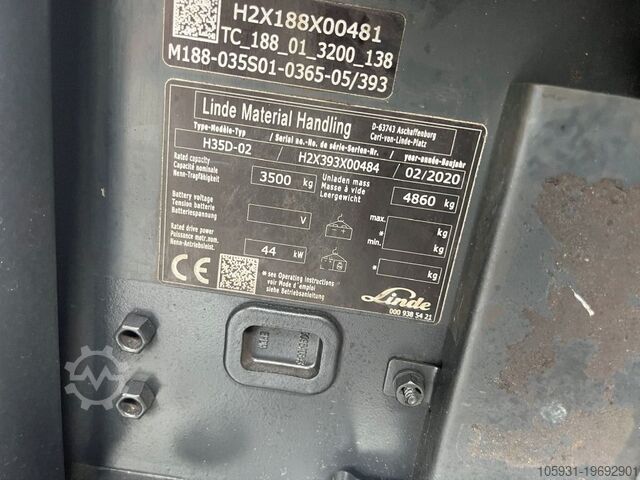 H2X188X00481
TC_188_01_3200_138
M188-035S01-0365-05/393
Linde Material Handling
D-63743 Aschaffenburg
Carl-von-Linde-Platz
Type-Modèle-Typ / Serial no.-No. de série-Serien-Nr. / year-année-Baujahr
H35D-02 H2X393X00484 02/2020
Rated capacity
Capacité nominale
Nenn-Tragfähigkeit
3500 kg
Unladen mass
Masse à vide
Leergewicht
4860 kg
Battery voltage
Tension batterie
Batteriespannung
V
max.
* kg
min.
* kg
Rated drive power
Puissance motr.nom.
Nenn-Antriebsleist.
44 kW
* kg
CE
* see Operating Instructions
voir Mode d'emploi
siehe Betriebsanleitung
Linde
000 938 54 21
105931-19692901